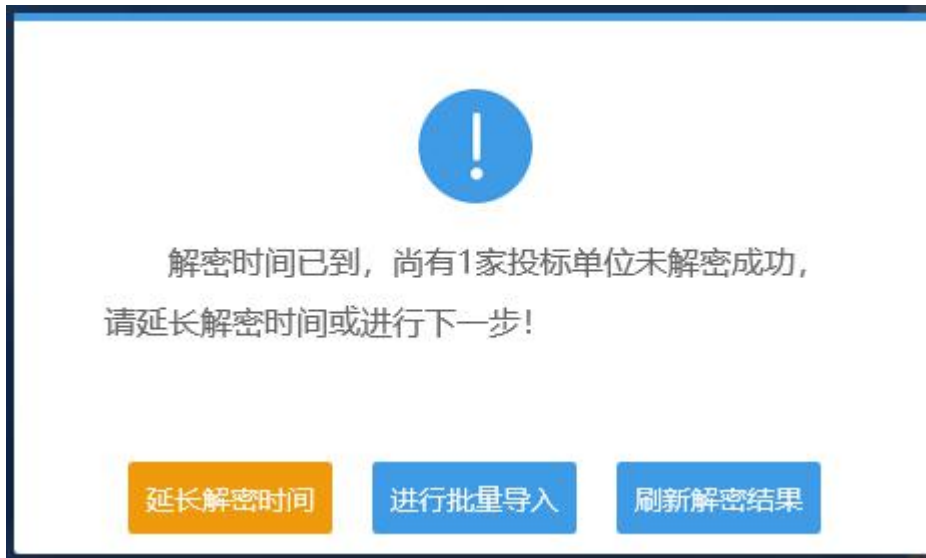 解密时间已到，尚有1家投标单位未解密成功，
请延长解密时间或进行下一步！
延长解密时间 进行批量导入 刷新解密结果